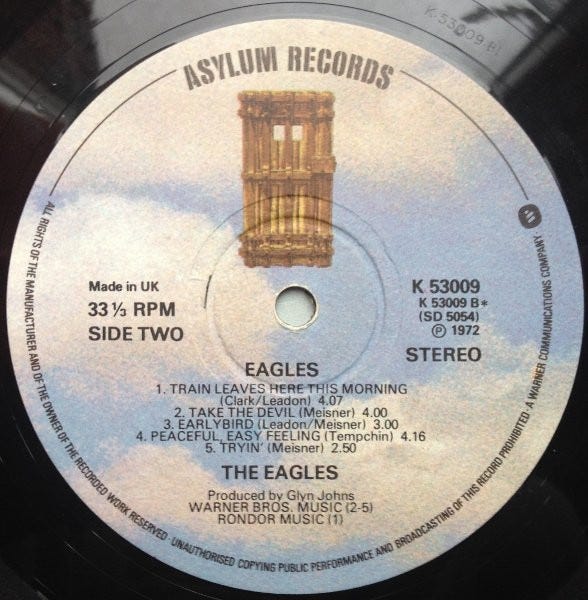 K-53009-B1
ASYLUM RECORDS
Made in UK
33 ⅓ RPM
SIDE TWO
K 53009
K 53009 B*
(SD 5054)
Ⓟ 1972
STEREO
EAGLES
1. TRAIN LEAVES HERE THIS MORNING
(Clark/Leadon) 4.07
2. TAKE THE DEVIL (Meisner) 4.00
3. EARLYBIRD (Leadon/Meisner) 3.00
4. PEACEFUL, EASY FEELING (Tempchin) 4.16
5. TRYIN' (Meisner) 2.50
THE EAGLES
Produced by Glyn Johns
WARNER BROS. MUSIC (2-5)
RONDOR MUSIC (1)
ALL RIGHTS OF THE MANUFACTURER AND OF THE OWNER OF THE RECORDED WORK RESERVED · UNAUTHORISED COPYING PUBLIC PERFORMANCE AND BROADCASTING OF THIS RECORD PROHIBITED · A WARNER COMMUNICATIONS COMPANY ·